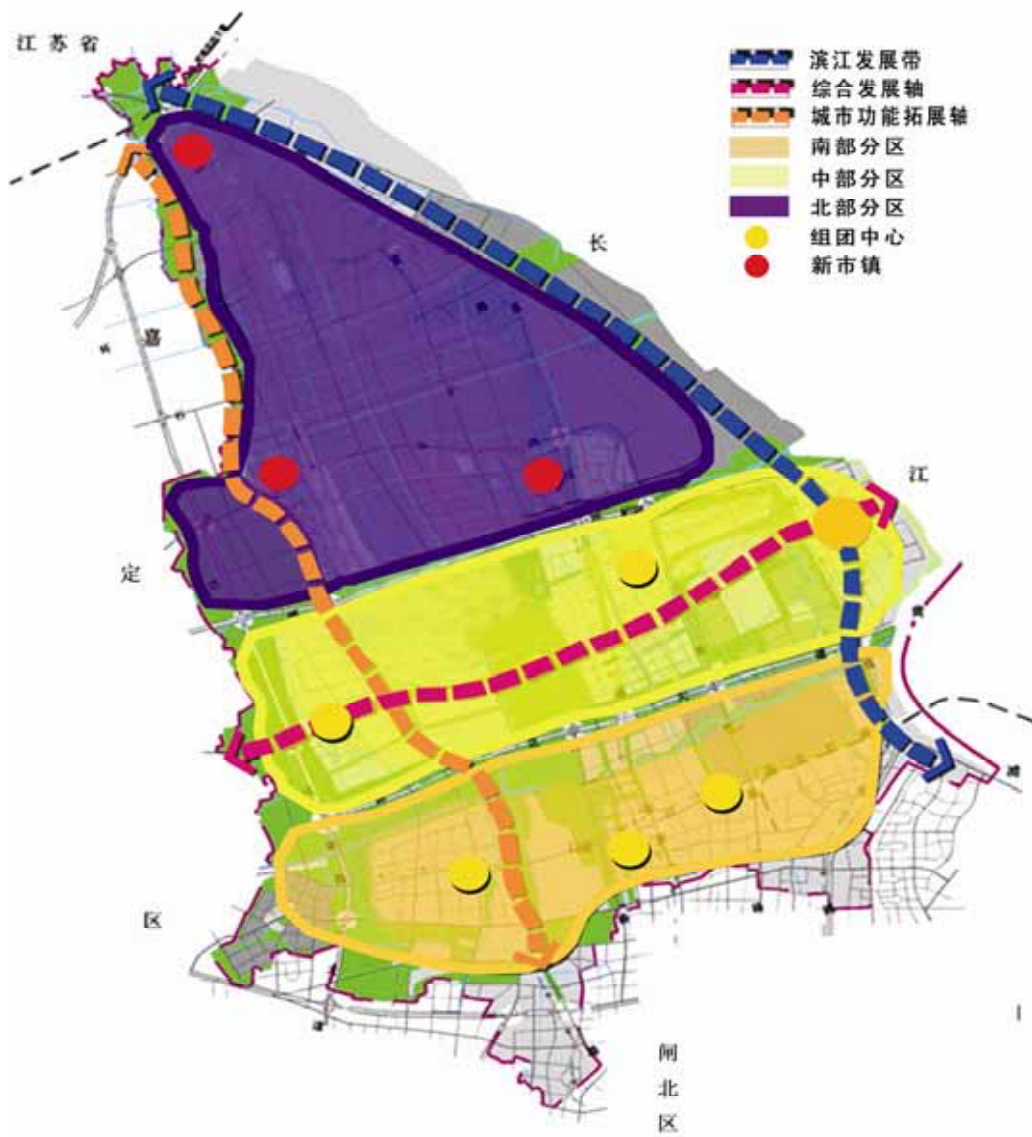 江苏省
滨江发展带
综合发展轴
城市功能拓展轴
南部分区
中部分区
北部分区
组团中心
新市镇
长
江
嘉
定
区
黄
闸
北
区